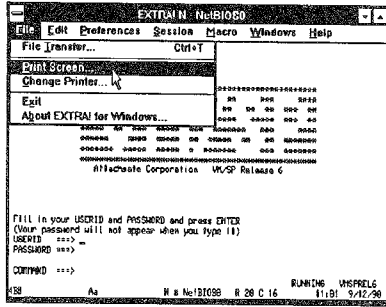 EXTRA! N - NetBIOS0
File Edit Preferences Session Macro Windows Help
File Transfer... Ctrl+T
Print Screen...
Change Printer...
Exit
About EXTRA! for Windows...
Attachmate Corporation VM/SP Release 6
Fill in your USERID and PASSWORD and press ENTER
(Your password will not appear when you type it)
USERID ===> _
PASSWORD ===>
COMMAND ===>
RUNNING VMSPREL6
Aa R 20 C 16 9/12/90